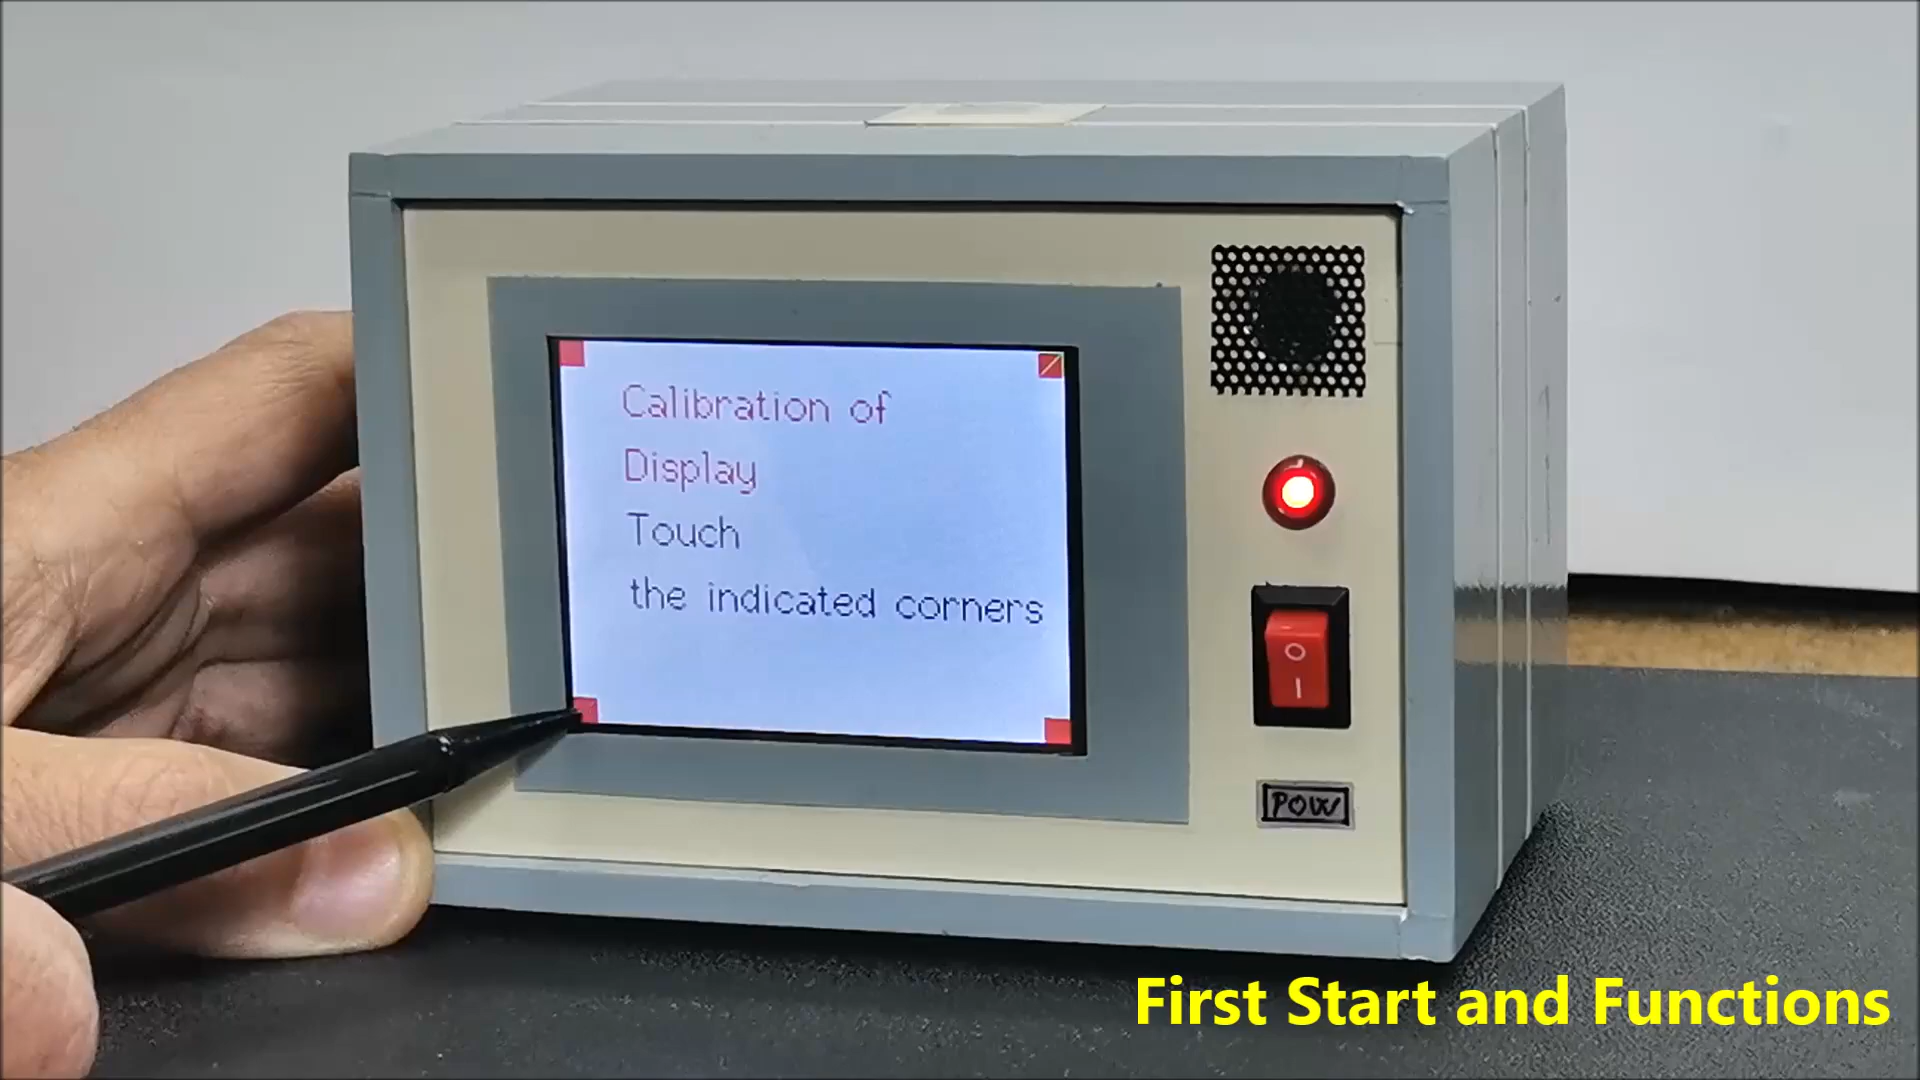 Calibration of
Display
Touch
the indicated corners
O
I
POW
First Start and Functions